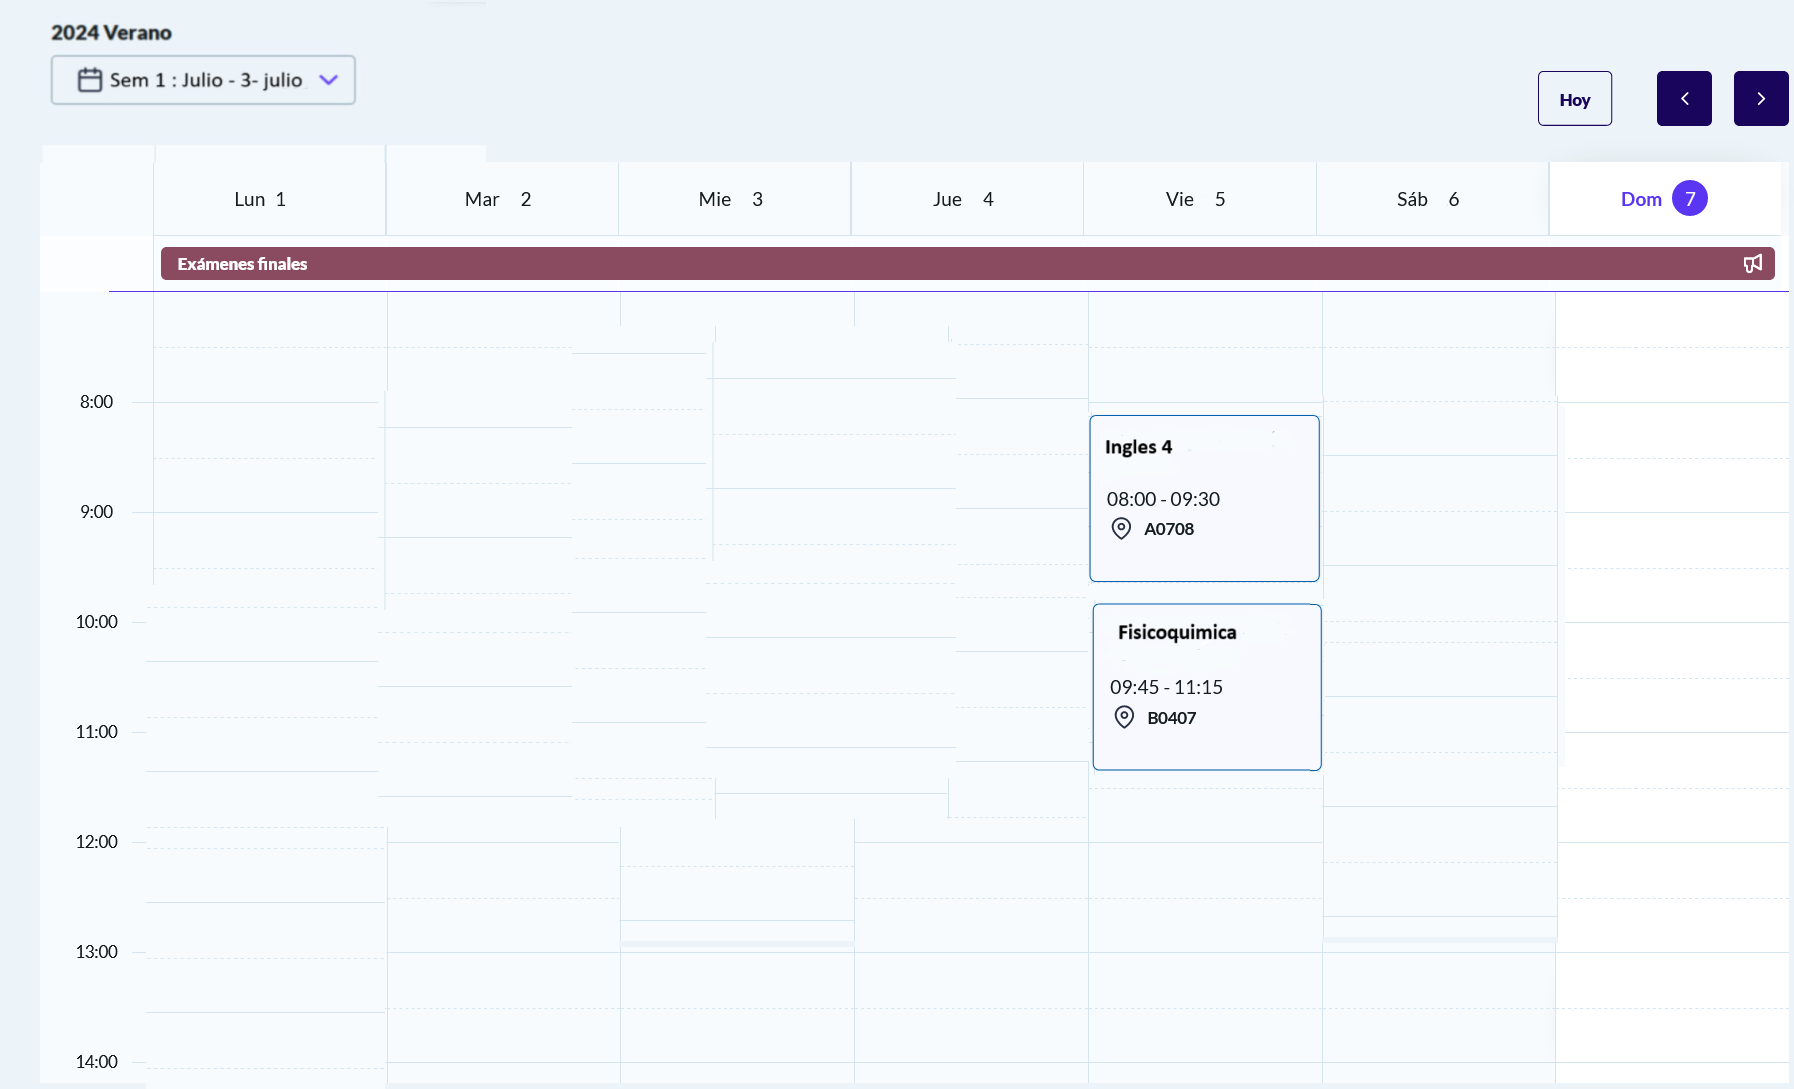 2024 Verano
Sem 1 : Julio - 3- julio
Hoy
Lun 1
Mar 2
Mie 3
Jue 4
Vie 5
Sáb 6
Dom 7
Exámenes finales
8:00
9:00
10:00
11:00
12:00
13:00
14:00
Ingles 4
08:00 - 09:30
A0708
Fisicoquimica
09:45 - 11:15
B0407